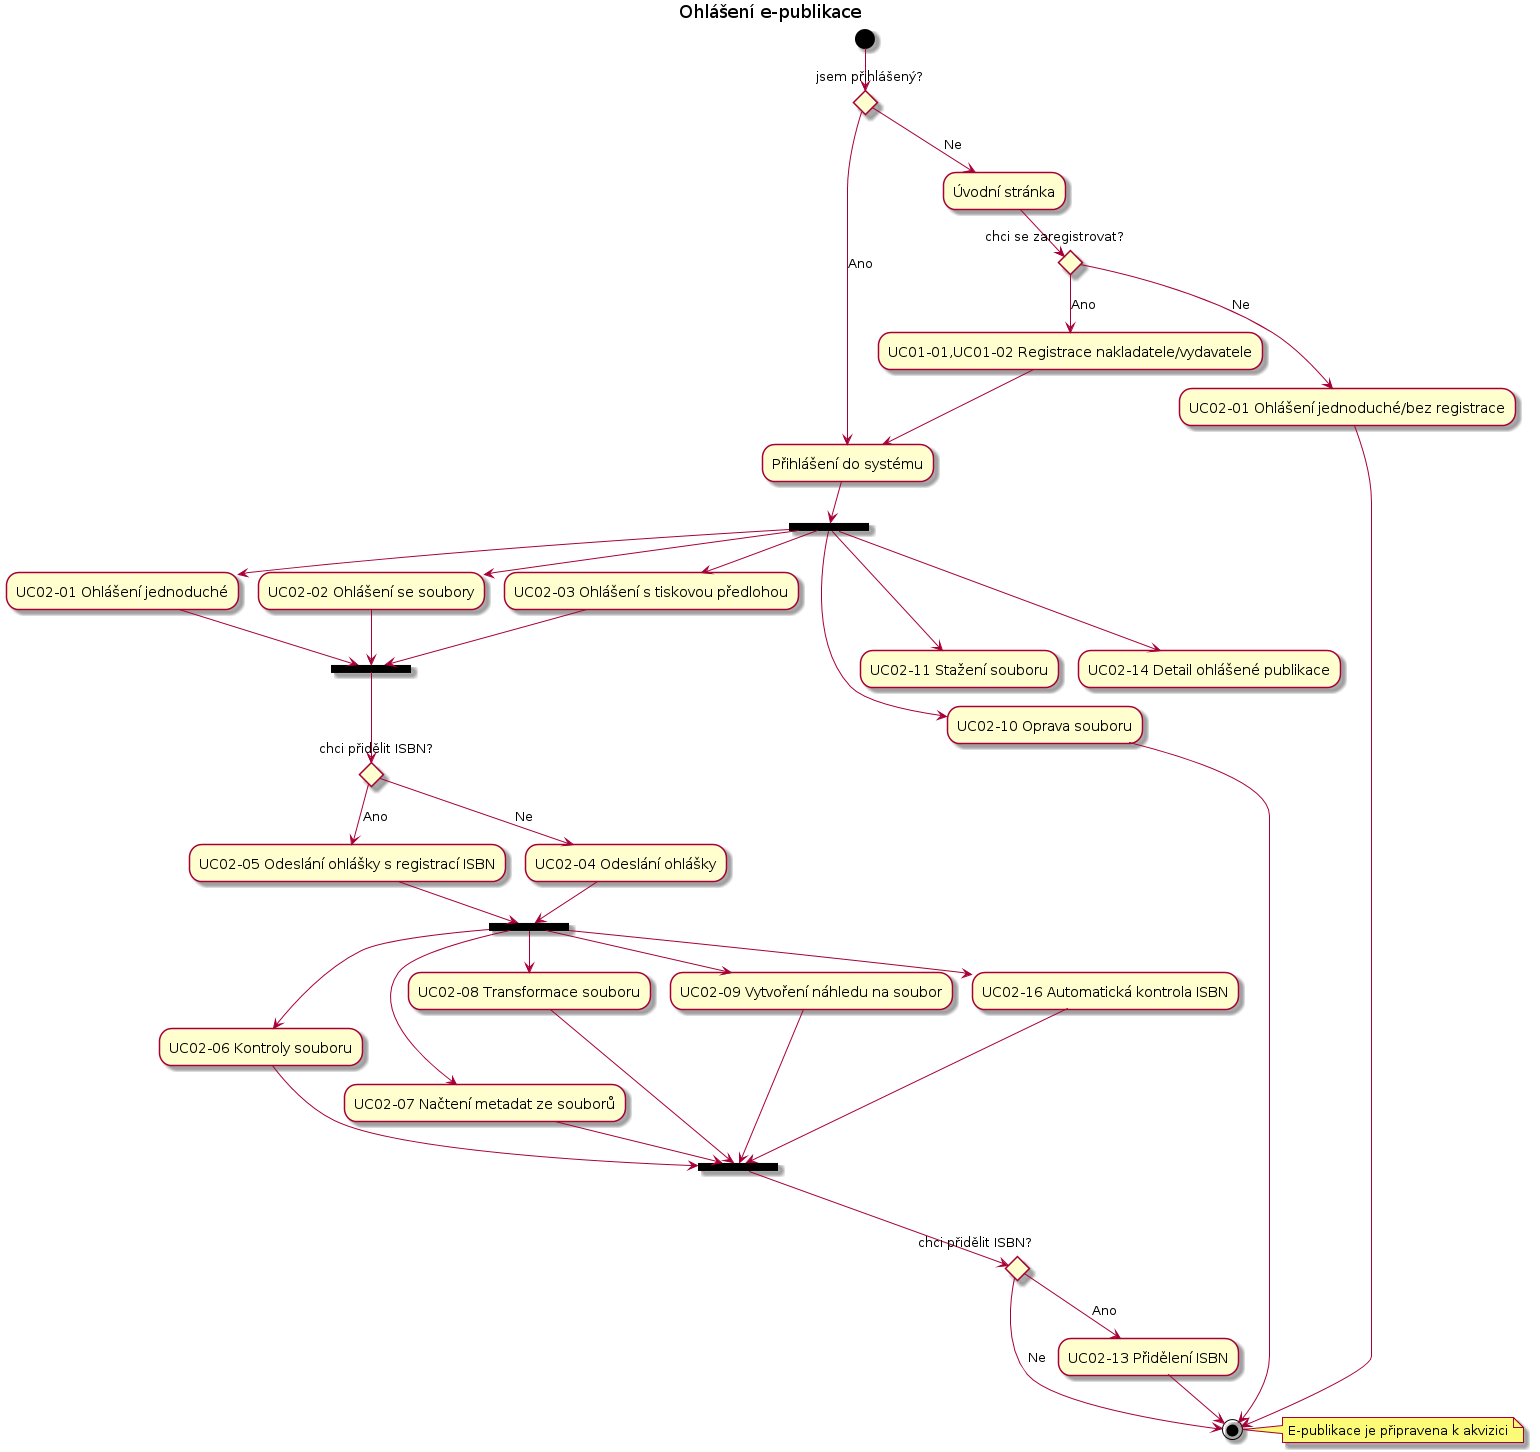 Ohlášení e-publikace
jsem přihlášený?
Ne
Úvodní stránka
chci se zaregistrovat?
Ano
Ano
Ne
UC01-01,UC01-02 Registrace nakladatele/vydavatele
UC02-01 Ohlášení jednoduché/bez registrace
Přihlášení do systému
UC02-01 Ohlášení jednoduché
UC02-02 Ohlášení se soubory
UC02-03 Ohlášení s tiskovou předlohou
UC02-11 Stažení souboru
UC02-14 Detail ohlášené publikace
UC02-10 Oprava souboru
chci přidělit ISBN?
Ano
Ne
UC02-05 Odeslání ohlášky s registrací ISBN
UC02-04 Odeslání ohlášky
UC02-08 Transformace souboru
UC02-09 Vytvoření náhledu na soubor
UC02-16 Automatická kontrola ISBN
UC02-06 Kontroly souboru
UC02-07 Načtení metadat ze souborů
chci přidělit ISBN?
Ano
Ne
UC02-13 Přidělení ISBN
E-publikace je připravena k akvizici